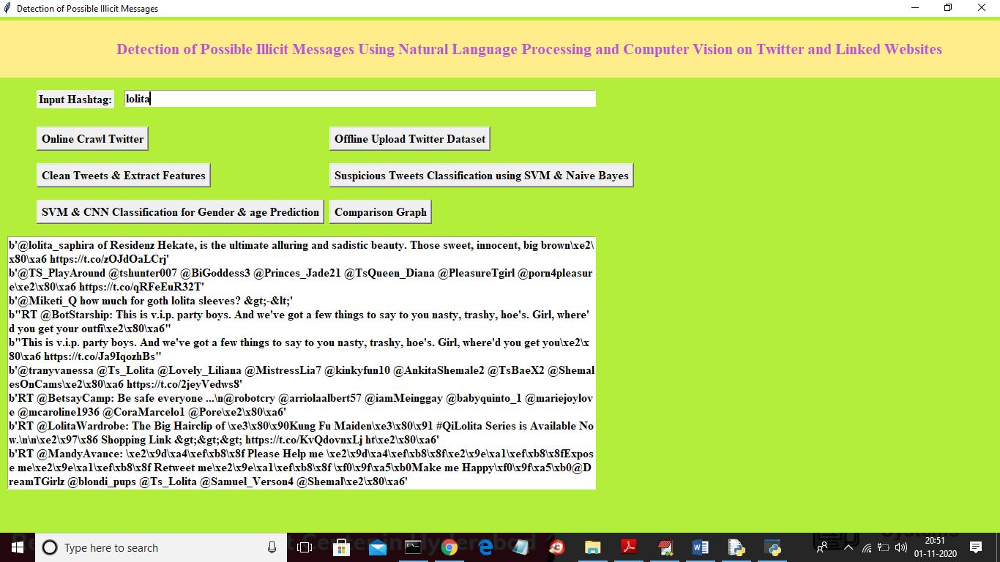 Detection of Possible Illicit Messages
Detection of Possible Illicit Messages Using Natural Language Processing and Computer Vision on Twitter and Linked Websites
Input Hashtag: lolita
Online Crawl Twitter Offline Upload Twitter Dataset
Clean Tweets & Extract Features Suspicious Tweets Classification using SVM & Naive Bayes
SVM & CNN Classification for Gender & age Prediction Comparison Graph
b'@lolita_saphira of Residenz Hekate, is the ultimate alluring and sadistic beauty. Those sweet, innocent, big brown\xe2\
x80\xa6 https://t.co/zOJdOaLCrj'
b'@TS_PlayAround @tshunter007 @BiGoddess3 @Princes_Jade21 @TsQueen_Diana @PleasureTgirl @porn4pleasur
e\xe2\x80\xa6 https://t.co/qRFeEuR32T'
b'@Miketi_Q how much for goth lolita sleeves? &gt;-&lt;'
b"RT @BotStarship: This is v.i.p. party boys. And we've got a few things to say to you nasty, trashy, hoe's. Girl, where'
d you get your outfi\xe2\x80\xa6"
b"This is v.i.p. party boys. And we've got a few things to say to you nasty, trashy, hoe's. Girl, where'd you get you\xe2\x
80\xa6 https://t.co/Ja9IqozhBs"
b'@tranyvanessa @Ts_Lolita @Lovely_Liliana @MistressLia7 @kinkyfun10 @AnkitaShemale2 @TsBaeX2 @Shemal
esOnCams\xe2\x80\xa6 https://t.co/2jeyVedws8'
b'RT @BetsayCamp: Be safe everyone ...\n@robotcry @arriolaalbert57 @iamMeinggay @babyquinto_1 @mariejoylov
e @mcaroline1936 @CoraMarcelo1 @Pore\xe2\x80\xa6'
b'RT @LolitaWardrobe: The Big Hairclip of \xe3\x80\x90Kung Fu Maiden\xe3\x80\x91 #QiLolita Series is Available No
w.\n\n\xe2\x97\x86 Shopping Link &gt;&gt;&gt; https://t.co/KvQdovnxLj ht\xe2\x80\xa6'
b'RT @MandyAvance: \xe2\x9d\xa4\xef\xb8\x8f Please Help me \xe2\x9d\xa4\xef\xb8\x8f\xe2\x9e\xa1\xef\xb8\x8fExpos
e me\xe2\x9e\xa1\xef\xb8\x8f Retweet me\xe2\x9e\xa1\xef\xb8\x8f \xf0\x9f\xa5\xb0Make me Happy\xf0\x9f\xa5\xb0@D
reamTGirlz @blondi_pups @Ts_Lolita @Samuel_Verson4 @Shemal\xe2\x80\xa6'
Type here to search
20:51
01-11-2020